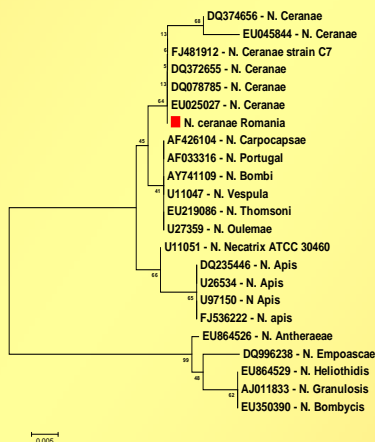 DQ374656 - N. Ceranae
68
EU045844 - N. Ceranae
13
6
FJ481912 - N. Ceranae strain C7
5
DQ372655 - N. Ceranae
13
DQ078785 - N. Ceranae
64
EU025027 - N. Ceranae
N. ceranae Romania
45
AF426104 - N. Carpocapsae
AF033316 - N. Portugal
AY741109 - N. Bombi
41
U11047 - N. Vespula
EU219086 - N. Thomsoni
U27359 - N. Oulemae
U11051 - N. Necatrix ATCC 30460
66
DQ235446 - N. Apis
U26534 - N. Apis
65
U97150 - N Apis
FJ536222 - N. apis
EU864526 - N. Antheraeae
99
DQ996238 - N. Empoascae
48
EU864529 - N. Heliothidis
62
AJ011833 - N. Granulosis
EU350390 - N. Bombycis
0.005